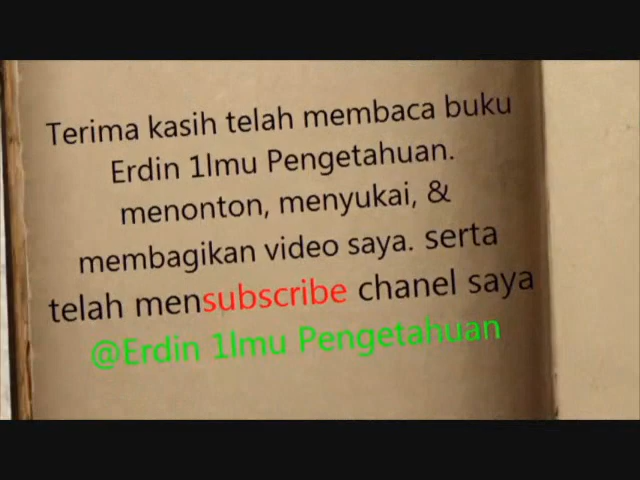 Terima kasih telah membaca buku
Erdin 1lmu Pengetahuan.
menonton, menyukai, &
membagikan video saya. serta
telah mensubscribe chanel saya
@Erdin 1lmu Pengetahuan